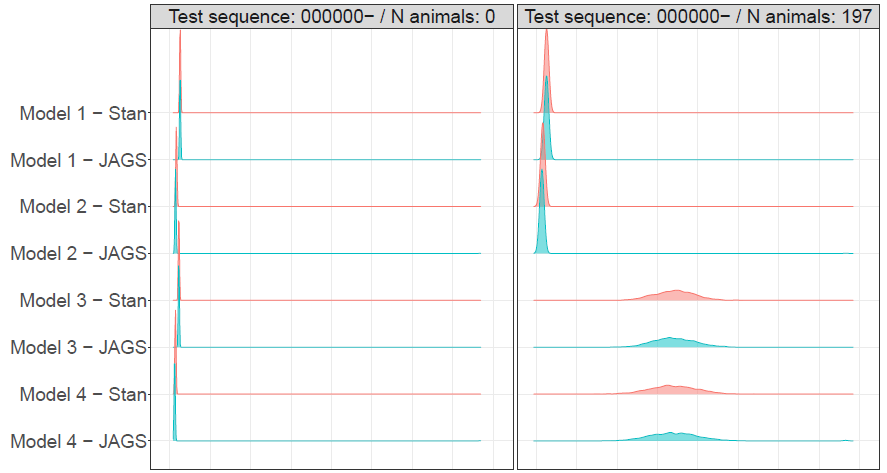 Test sequence: 000000− / N animals: 0
Test sequence: 000000− / N animals: 197
Model 1 − Stan
Model 1 − JAGS
Model 2 − Stan
Model 2 − JAGS
Model 3 − Stan
Model 3 − JAGS
Model 4 − Stan
Model 4 − JAGS